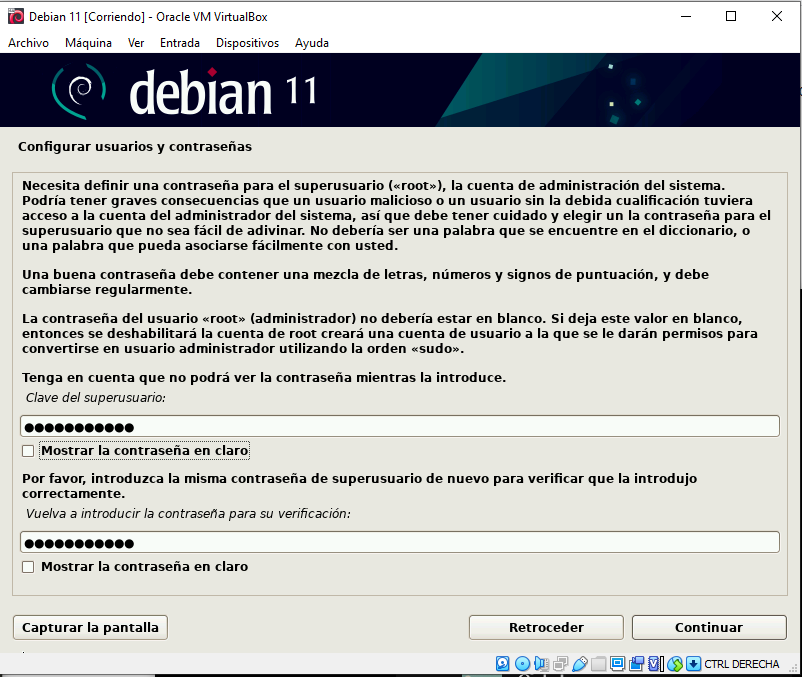 Debian 11 [Corriendo] - Oracle VM VirtualBox
Archivo Máquina Ver Entrada Dispositivos Ayuda
debian 11
Configurar usuarios y contraseñas
Necesita definir una contraseña para el superusuario («root»), la cuenta de administración del sistema.
Podría tener graves consecuencias que un usuario malicioso o un usuario sin la debida cualificación tuviera
acceso a la cuenta del administrador del sistema, así que debe tener cuidado y elegir un la contraseña para el
superusuario que no sea fácil de adivinar. No debería ser una palabra que se encuentre en el diccionario, o
una palabra que pueda asociarse fácilmente con usted.
Una buena contraseña debe contener una mezcla de letras, números y signos de puntuación, y debe
cambiarse regularmente.
La contraseña del usuario «root» (administrador) no debería estar en blanco. Si deja este valor en blanco,
entonces se deshabilitará la cuenta de root creará una cuenta de usuario a la que se le darán permisos para
convertirse en usuario administrador utilizando la orden «sudo».
Tenga en cuenta que no podrá ver la contraseña mientras la introduce.
Clave del superusuario:
●●●●●●●●●●●
Mostrar la contraseña en claro
Por favor, introduzca la misma contraseña de superusuario de nuevo para verificar que la introdujo
correctamente.
Vuelva a introducir la contraseña para su verificación:
●●●●●●●●●●●
Mostrar la contraseña en claro
Capturar la pantalla Retroceder Continuar
CTRL DERECHA